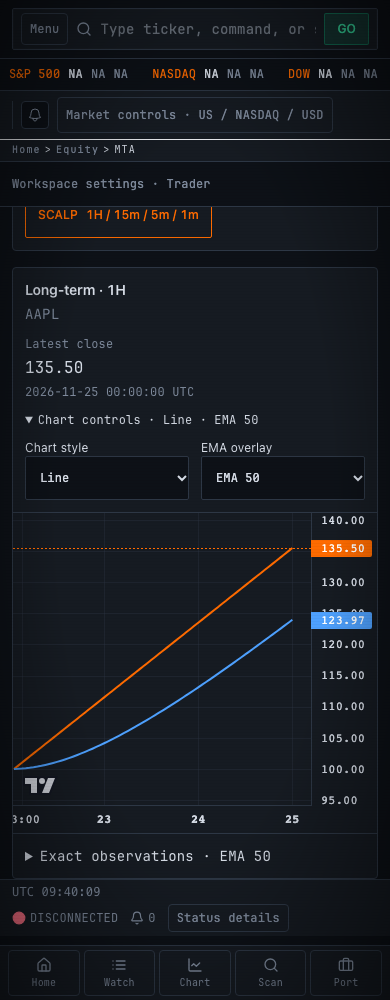 Menu
Type ticker, command, or
GO
S&P 500 NA NA NA NASDAQ NA NA NA DOW NA NA NA
Market controls · US / NASDAQ / USD
Home > Equity > MTA
Workspace settings · Trader
SCALP 1H / 15m / 5m / 1m
Long-term · 1H
AAPL
Latest close
135.50
2026-11-25 00:00:00 UTC
▼ Chart controls · Line · EMA 50
Chart style
EMA overlay
Line
EMA 50
140.00
135.50
130.00
123.97
120.00
115.00
110.00
105.00
100.00
95.00
3:00 23 24 25
▶ Exact observations · EMA 50
UTC 09:40:09
DISCONNECTED 0 Status details
Home Watch Chart Scan Port